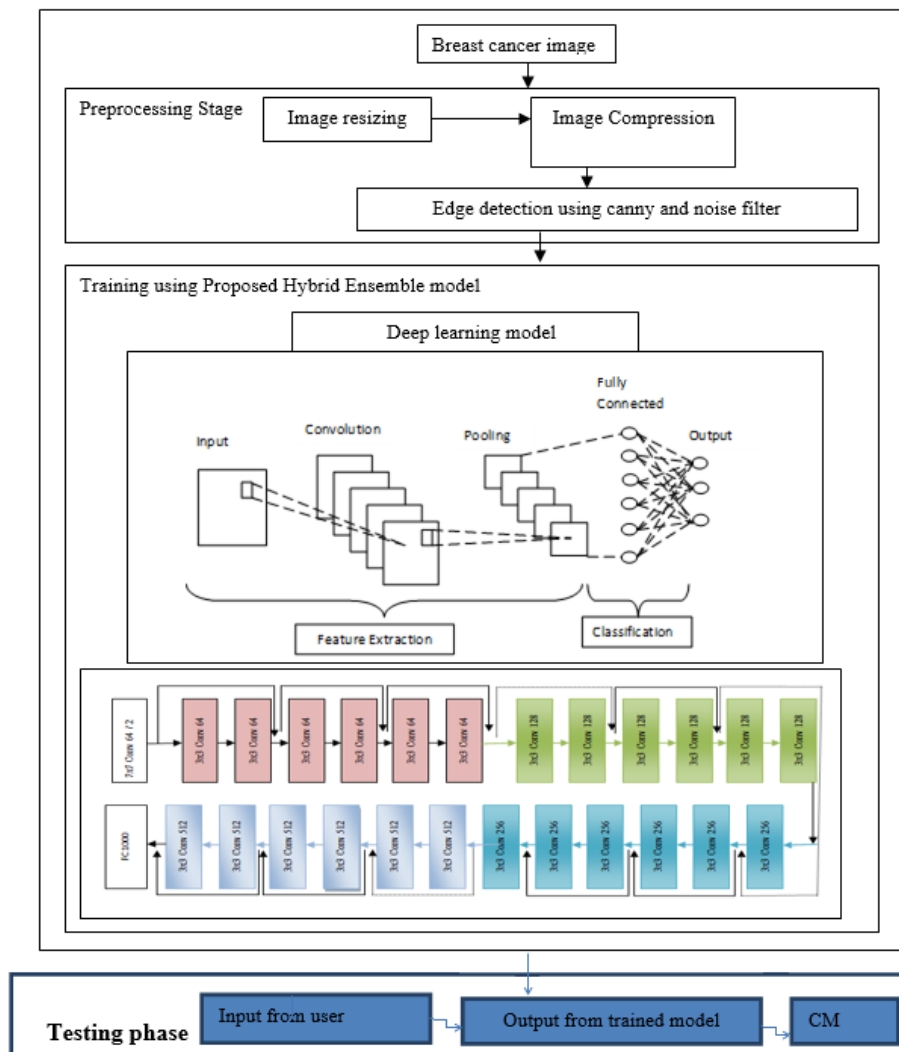 Breast cancer image
Preprocessing Stage
Image resizing
Image Compression
Edge detection using canny and noise filter
Training using Proposed Hybrid Ensemble model
Deep learning model
Fully
Connected
Convolution
Pooling
Output
Input
Feature Extraction
Classification
7x7 Conv 64 / 2
3x3 Conv 64
3x3 Conv 64
3x3 Conv 64
3x3 Conv 64
3x3 Conv 64
3x3 Conv 64
3x3 Conv 128
3x3 Conv 128
3x3 Conv 128
3x3 Conv 128
3x3 Conv 128
3x3 Conv 128
FC1000
3x3 Conv 512
3x3 Conv 512
3x3 Conv 512
3x3 Conv 512
3x3 Conv 512
3x3 Conv 512
3x3 Conv 256
3x3 Conv 256
3x3 Conv 256
3x3 Conv 256
3x3 Conv 256
3x3 Conv 256
Testing phase
Input from user
Output from trained model
CM